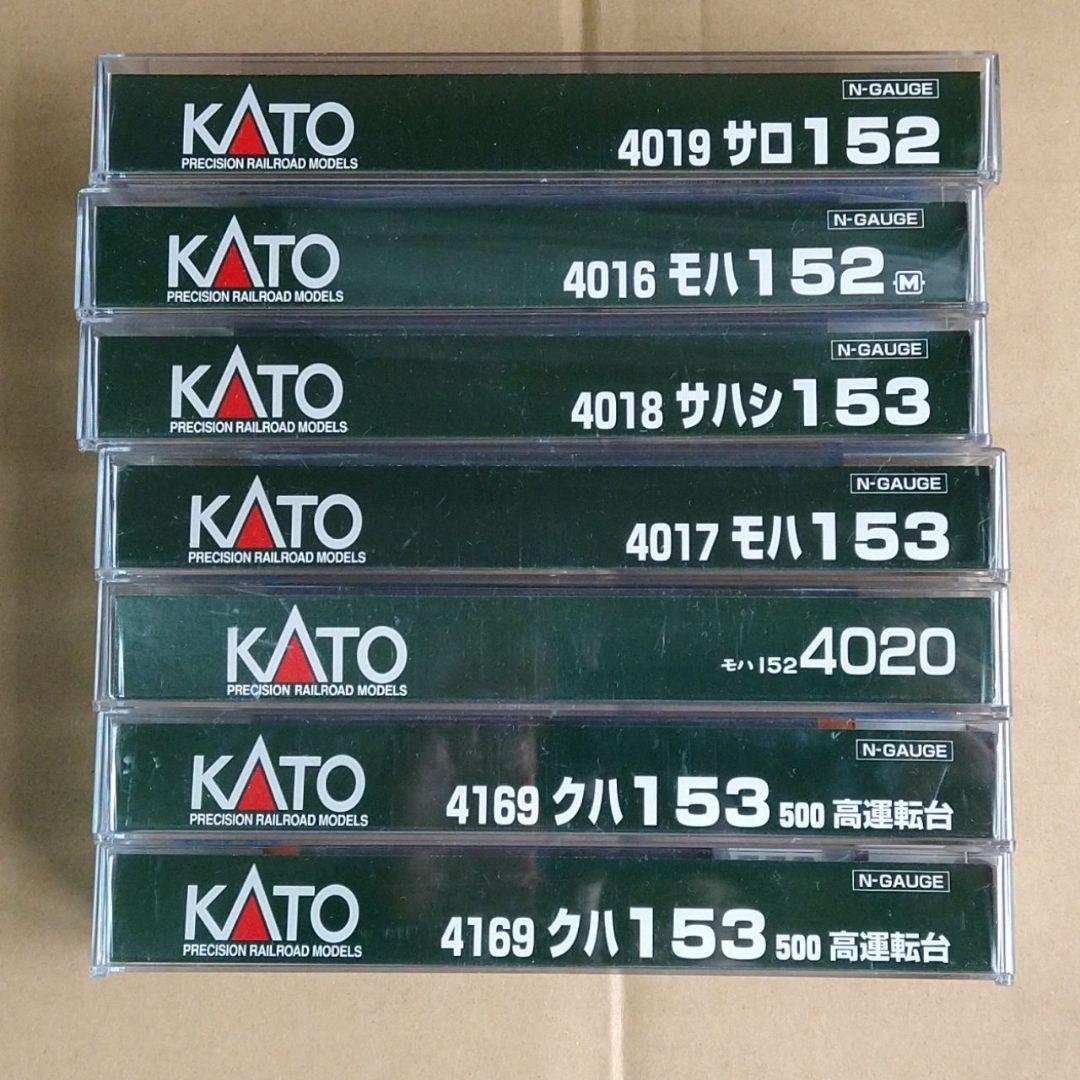 N-GAUGE
KATO
4019 サロ152
PRECISION RAILROAD MODELS
N-GAUGE
KATO
4016 モハ152 M
PRECISION RAILROAD MODELS
N-GAUGE
KATO
4018 サハシ153
PRECISION RAILROAD MODELS
N-GAUGE
KATO
4017 モハ153
PRECISION RAILROAD MODELS
KATO
モハ152 4020
PRECISION RAILROAD MODELS
N-GAUGE
KATO
4169 クハ153 500 高運転台
PRECISION RAILROAD MODELS
N-GAUGE
KATO
4169 クハ153 500 高運転台
PRECISION RAILROAD MODELS